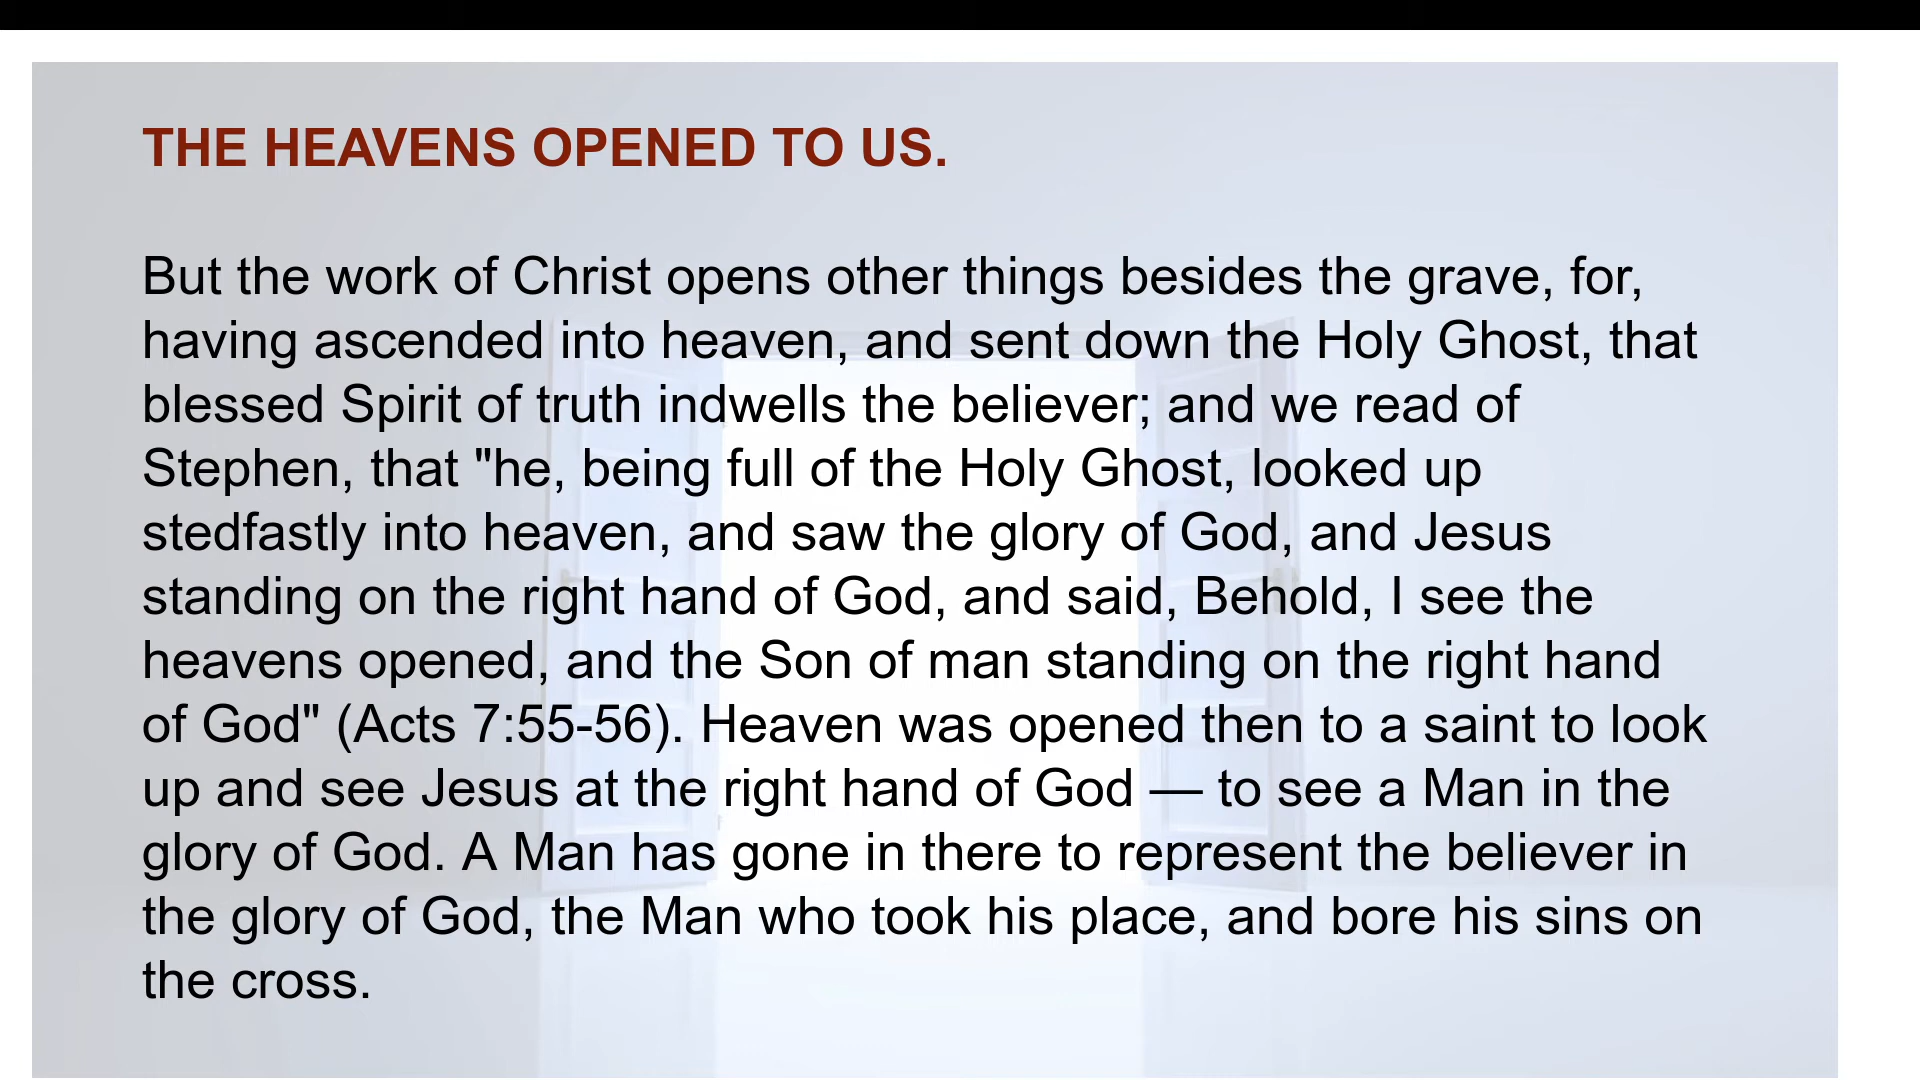 THE HEAVENS OPENED TO US.
But the work of Christ opens other things besides the grave, for,
having ascended into heaven, and sent down the Holy Ghost, that
blessed Spirit of truth indwells the believer; and we read of
Stephen, that "he, being full of the Holy Ghost, looked up
stedfastly into heaven, and saw the glory of God, and Jesus
standing on the right hand of God, and said, Behold, I see the
heavens opened, and the Son of man standing on the right hand
of God" (Acts 7:55-56). Heaven was opened then to a saint to look
up and see Jesus at the right hand of God — to see a Man in the
glory of God. A Man has gone in there to represent the believer in
the glory of God, the Man who took his place, and bore his sins on
the cross.